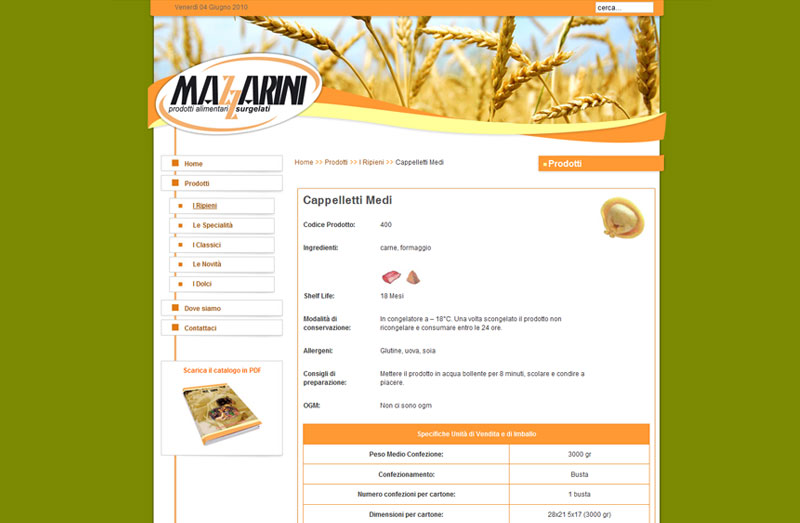 Venerdì 04 Giugno 2010
cerca...
MAZZARINI
prodotti alimentari surgelati
Home
Prodotti
I Ripieni
Le Specialità
I Classici
Le Novità
I Dolci
Dove siamo
Contattaci
Scarica il catalogo in PDF
Home >> Prodotti >> I Ripieni >> Cappelletti Medi
Prodotti
Cappelletti Medi
Codice Prodotto: 400
Ingredienti: carne, formaggio
Shelf Life: 18 Mesi
Modalità di conservazione: In congelatore a – 18°C. Una volta scongelato il prodotto non
ricongelare e consumare entro le 24 ore.
Allergeni: Glutine, uova, soia
Consigli di preparazione: Mettere il prodotto in acqua bollente per 8 minuti, scolare e condire a
piacere.
OGM: Non ci sono ogm
Specifiche Unità di Vendita e di Imballo
Peso Medio Confezione: 3000 gr
Confezionamento: Busta
Numero confezioni per cartone: 1 busta
Dimensioni per cartone: 28x21.5x17 (3000 gr)